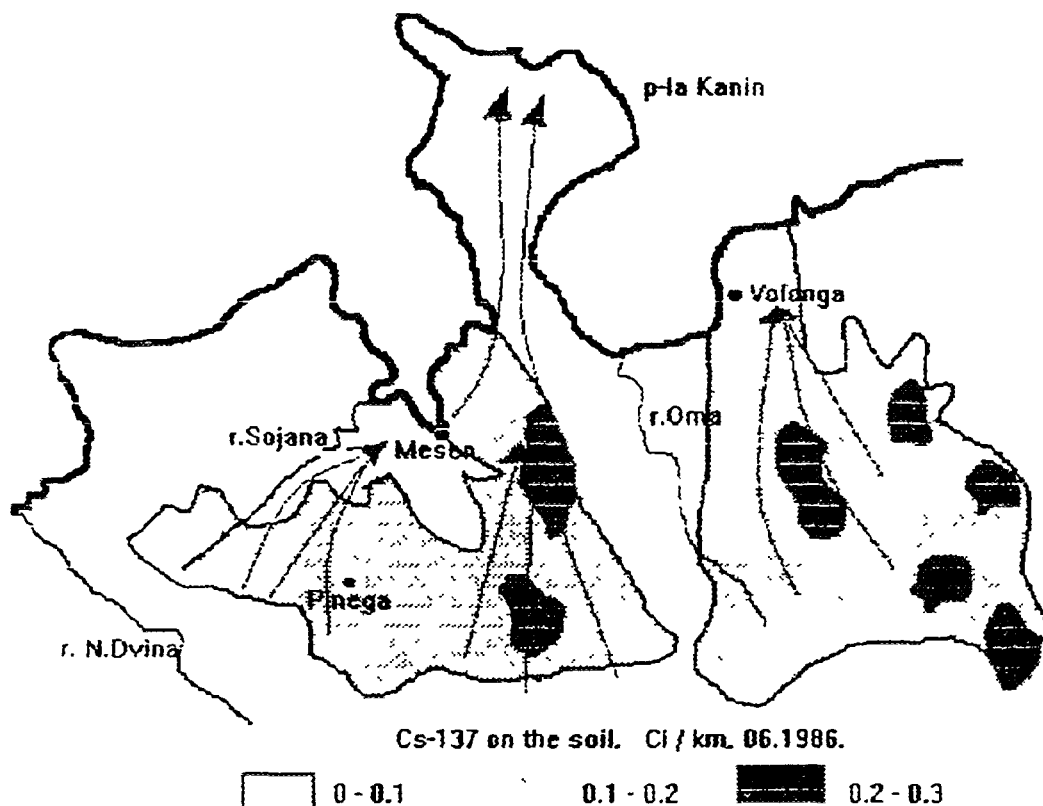 p-la Kanin
Volonga
r.Oma
r.Sojana
Mesen
Pinega
r. N.Dvina
Cs-137 on the soil. Ci / km. 06.1986.
0 - 0.1 0.1 - 0.2 0.2 - 0.3